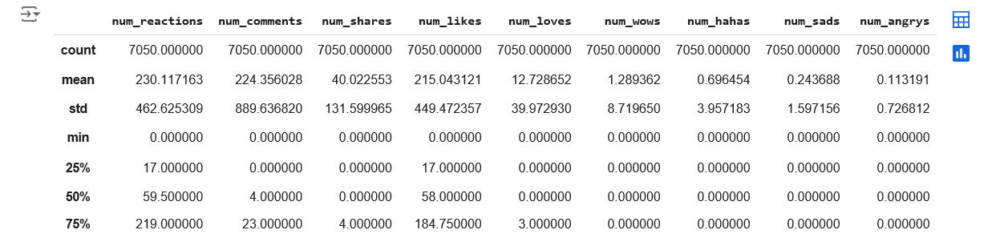 num_reactions num_comments num_shares num_likes num_loves num_wows num_hahas num_sads num_angrys
count 7050.000000 7050.000000 7050.000000 7050.000000 7050.000000 7050.000000 7050.000000 7050.000000 7050.000000
mean 230.117163 224.356028 40.022553 215.043121 12.728652 1.289362 0.696454 0.243688 0.113191
std 462.625309 889.636820 131.599965 449.472357 39.972930 8.719650 3.957183 1.597156 0.726812
min 0.000000 0.000000 0.000000 0.000000 0.000000 0.000000 0.000000 0.000000 0.000000
25% 17.000000 0.000000 0.000000 17.000000 0.000000 0.000000 0.000000 0.000000 0.000000
50% 59.500000 4.000000 0.000000 58.000000 0.000000 0.000000 0.000000 0.000000 0.000000
75% 219.000000 23.000000 4.000000 184.750000 3.000000 0.000000 0.000000 0.000000 0.000000